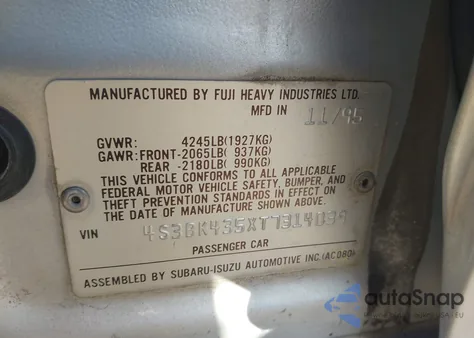 MANUFACTURED BY FUJI HEAVY INDUSTRIES LTD.
MFD IN 11/95
GVWR: 4245LB(1927KG)
GAWR:FRONT-2065LB( 937KG)
REAR -2180LB( 990KG)
THIS VEHICLE CONFORMS TO ALL APPLICABLE
FEDERAL MOTOR VEHICLE SAFETY, BUMPER, AND
THEFT PREVENTION STANDARDS IN EFFECT ON
THE DATE OF MANUFACTURE SHOWN ABOVE.
VIN 4S3BK435XT7314039
PASSENGER CAR
ASSEMBLED BY SUBARU-ISUZU AUTOMOTIVE INC.(ACD80)
autoSnap